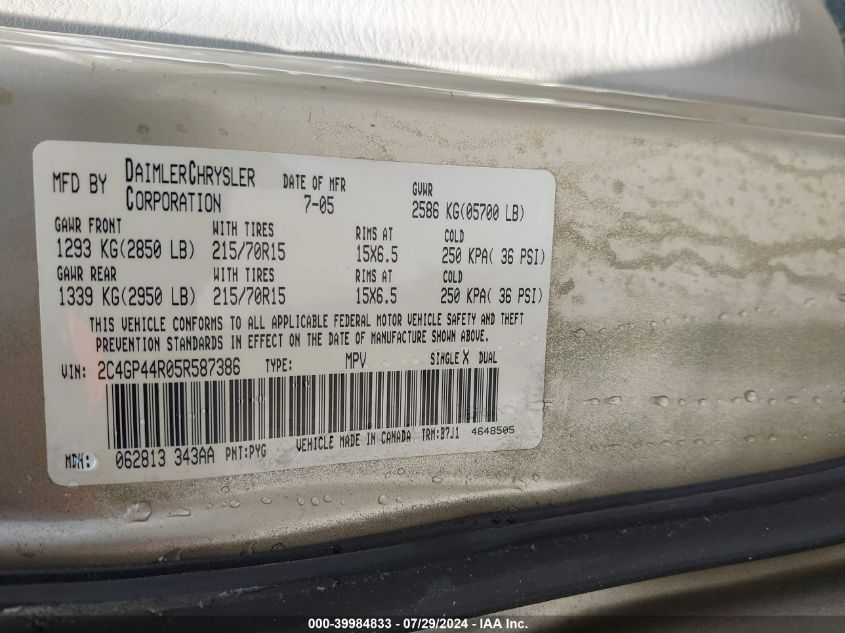 MFD BY DAIMLERCHRYSLER CORPORATION DATE OF MFR 7-05 GVWR 2586 KG(05700 LB)
GAWR FRONT WITH TIRES RIMS AT COLD
1293 KG(2850 LB) 215/70R15 15X6.5 250 KPA( 36 PSI)
GAWR REAR WITH TIRES RIMS AT COLD
1339 KG(2950 LB) 215/70R15 15X6.5 250 KPA( 36 PSI)
THIS VEHICLE CONFORMS TO ALL APPLICABLE FEDERAL MOTOR VEHICLE SAFETY AND THEFT
PREVENTION STANDARDS IN EFFECT ON THE DATE OF MANUFACTURE SHOWN ABOVE.
VIN: 2C4GP44R05R587386 TYPE: MPV SINGLE X DUAL
MDH: 062813 343AA PNT:PYG VEHICLE MADE IN CANADA TRM:B7J1 4648505
000-39984833 - 07/29/2024 - IAA Inc.